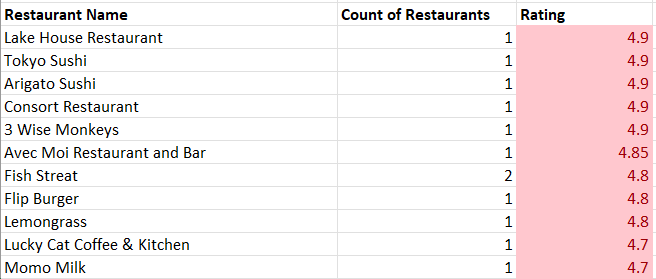 Restaurant Name Count of Restaurants Rating
Lake House Restaurant 1 4.9
Tokyo Sushi 1 4.9
Arigato Sushi 1 4.9
Consort Restaurant 1 4.9
3 Wise Monkeys 1 4.9
Avec Moi Restaurant and Bar 1 4.85
Fish Streat 2 4.8
Flip Burger 1 4.8
Lemongrass 1 4.8
Lucky Cat Coffee & Kitchen 1 4.7
Momo Milk 1 4.7